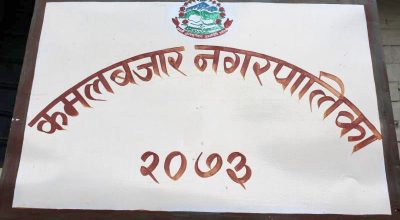 कमलबजार नगरपालिका
२०७३